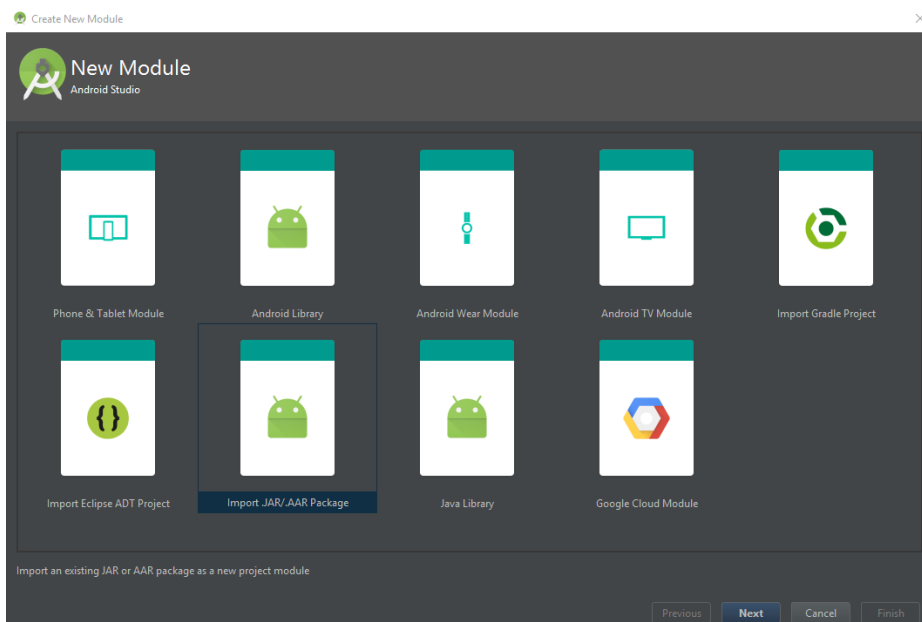 Create New Module
New Module
Android Studio
Phone & Tablet Module
Android Library
Android Wear Module
Android TV Module
Import Gradle Project
Import Eclipse ADT Project
Import .JAR/.AAR Package
Java Library
Google Cloud Module
Import an existing JAR or AAR package as a new project module
Previous
Next
Cancel
Finish